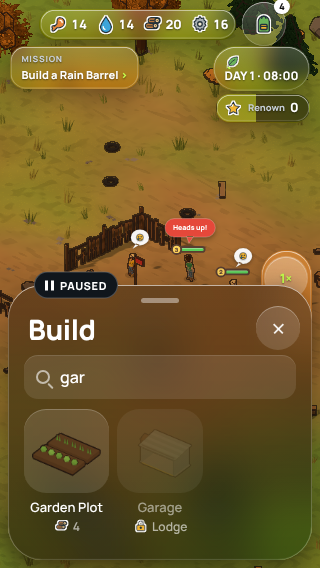 14 14 20 16
4
MISSION
Build a Rain Barrel ›
DAY 1 · 08:00
Renown 0
Heads up!
3
2
1×
PAUSED
Build
gar
Garden Plot
4
Garage
Lodge